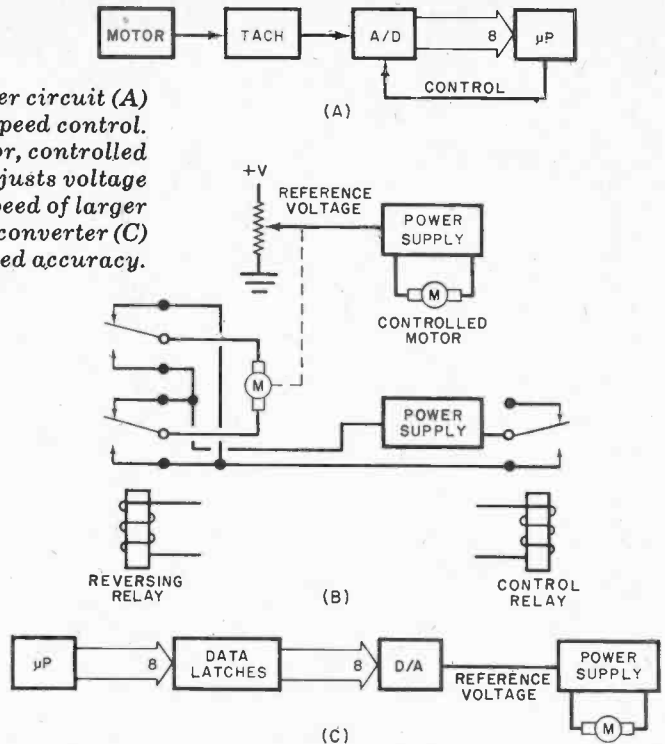 MOTOR
TACH
A/D
8
µP
CONTROL
(A)
er circuit (A)
peed control.
or, controlled
justs voltage
peed of larger
converter (C)
ed accuracy.
+V
REFERENCE
VOLTAGE
POWER
SUPPLY
M
CONTROLLED
MOTOR
M
POWER
SUPPLY
REVERSING
RELAY
(B)
CONTROL
RELAY
µP
8
DATA
LATCHES
8
D/A
REFERENCE
VOLTAGE
POWER
SUPPLY
M
(C)